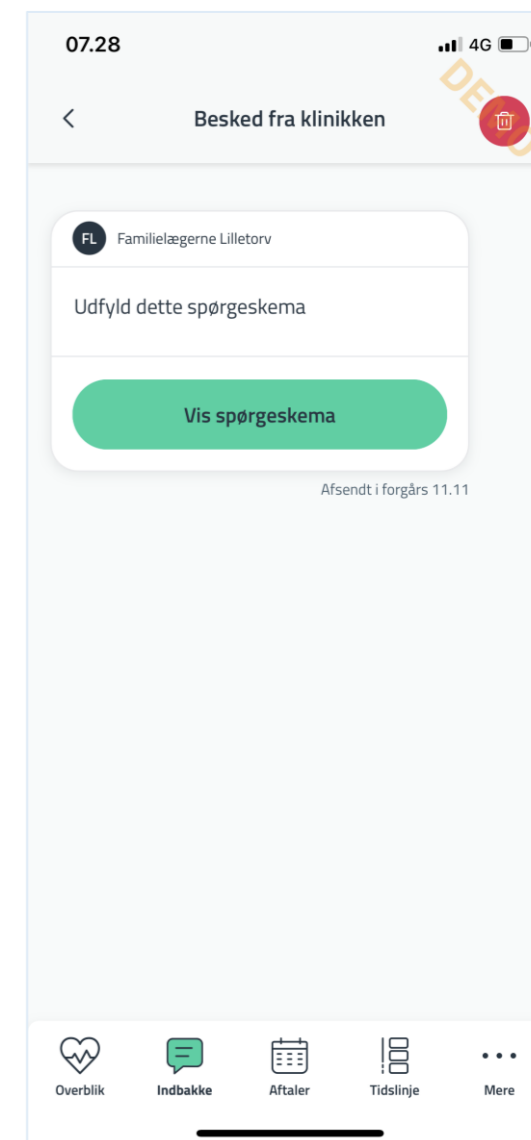 07.28
4G
DEMO
Besked fra klinikken
FL Familielægerne Lilletorv
Udfyld dette spørgeskema
Vis spørgeskema
Afsendt i forgårs 11.11
Overblik Indbakke Aftaler Tidslinje Mere